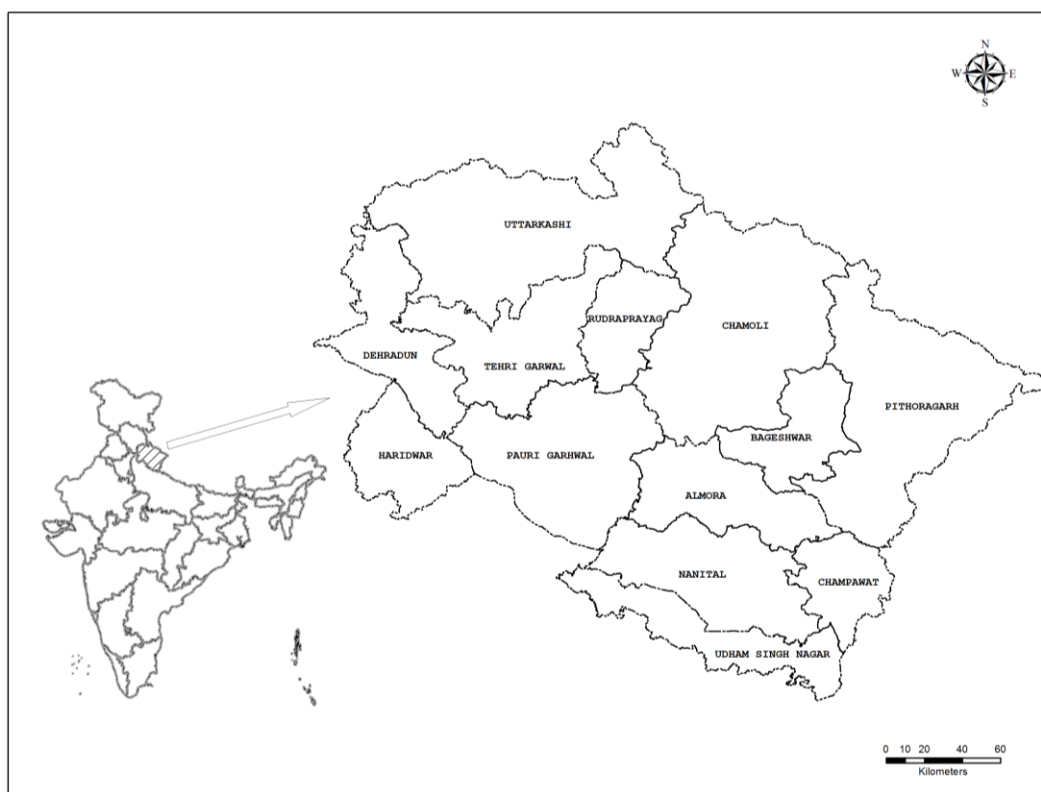 N
W E
S
UTTARKASHI
RUDRAPRAYAG
CHAMOLI
DEHRADUN
TEHRI GARWAL
PITHORAGARH
BAGESHWAR
HARIDWAR
PAURI GARHWAL
ALMORA
NANITAL
CHAMPAWAT
UDHAM SINGH NAGAR
0 10 20 40 60
Kilometers